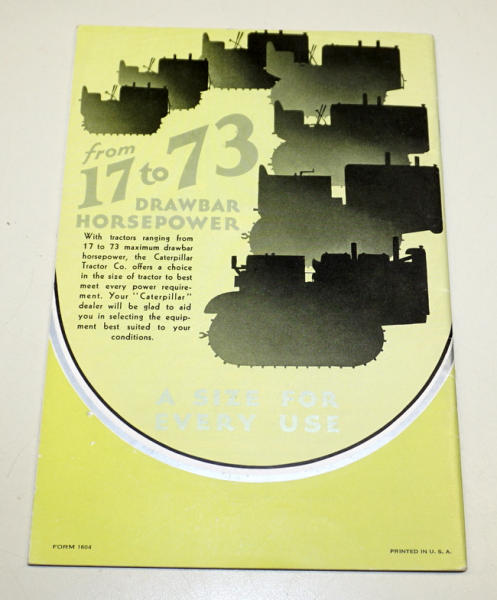 from
17 to 73
DRAWBAR
HORSEPOWER
With tractors ranging from
17 to 73 maximum drawbar
horsepower, the Caterpillar
Tractor Co. offers a choice
in the size of tractor to best
meet every power require-
ment. Your "Caterpillar"
dealer will be glad to aid
you in selecting the equip-
ment best suited to your
conditions.
A SIZE FOR
EVERY USE
FORM 1604
PRINTED IN U. S. A.